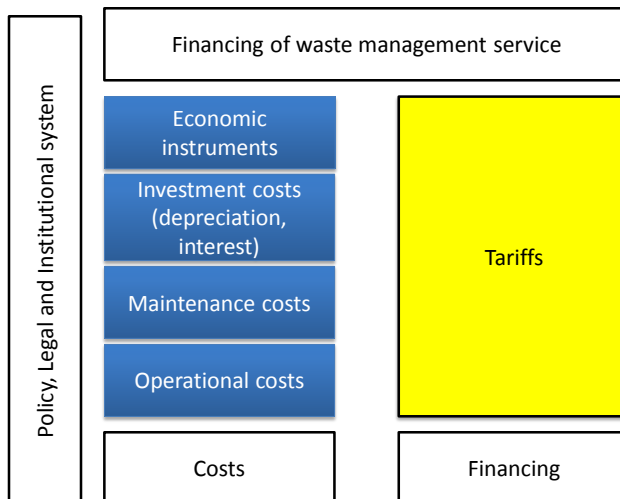 Policy, Legal and Institutional system
Financing of waste management service
Economic
instruments
Investment costs
(depreciation,
interest)
Maintenance costs
Operational costs
Costs
Tariffs
Financing